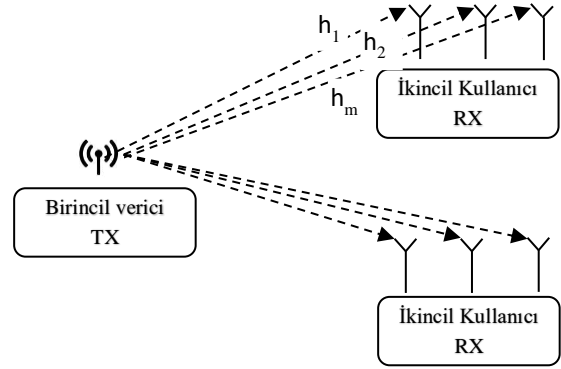 h1
h2
hm
İkincil Kullanıcı
RX
Birincil verici
TX
İkincil Kullanıcı
RX